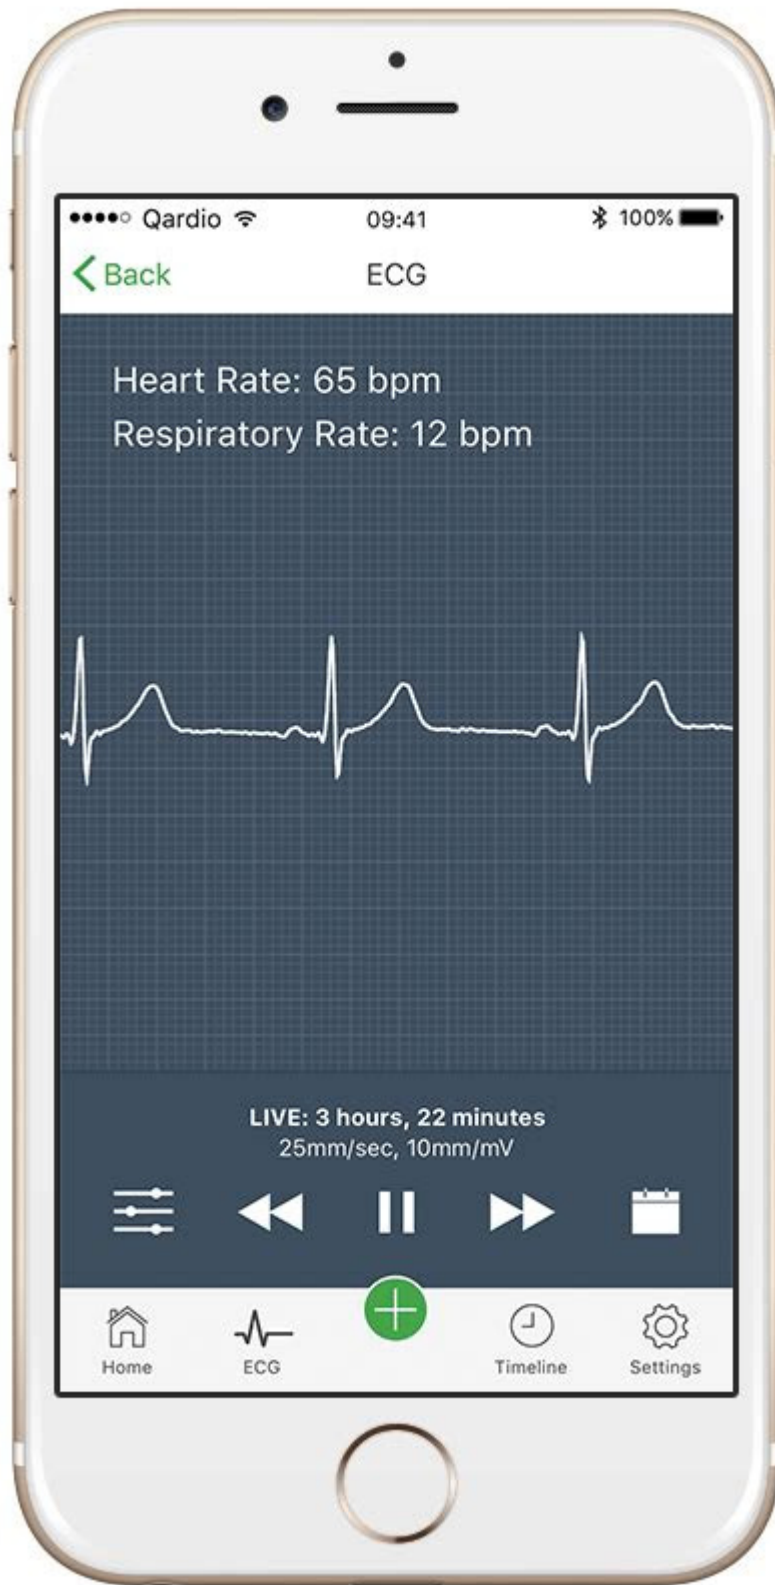 Qardio 09:41 100%
Back ECG
Heart Rate: 65 bpm
Respiratory Rate: 12 bpm
LIVE: 3 hours, 22 minutes
25mm/sec, 10mm/mV
Home ECG Timeline Settings